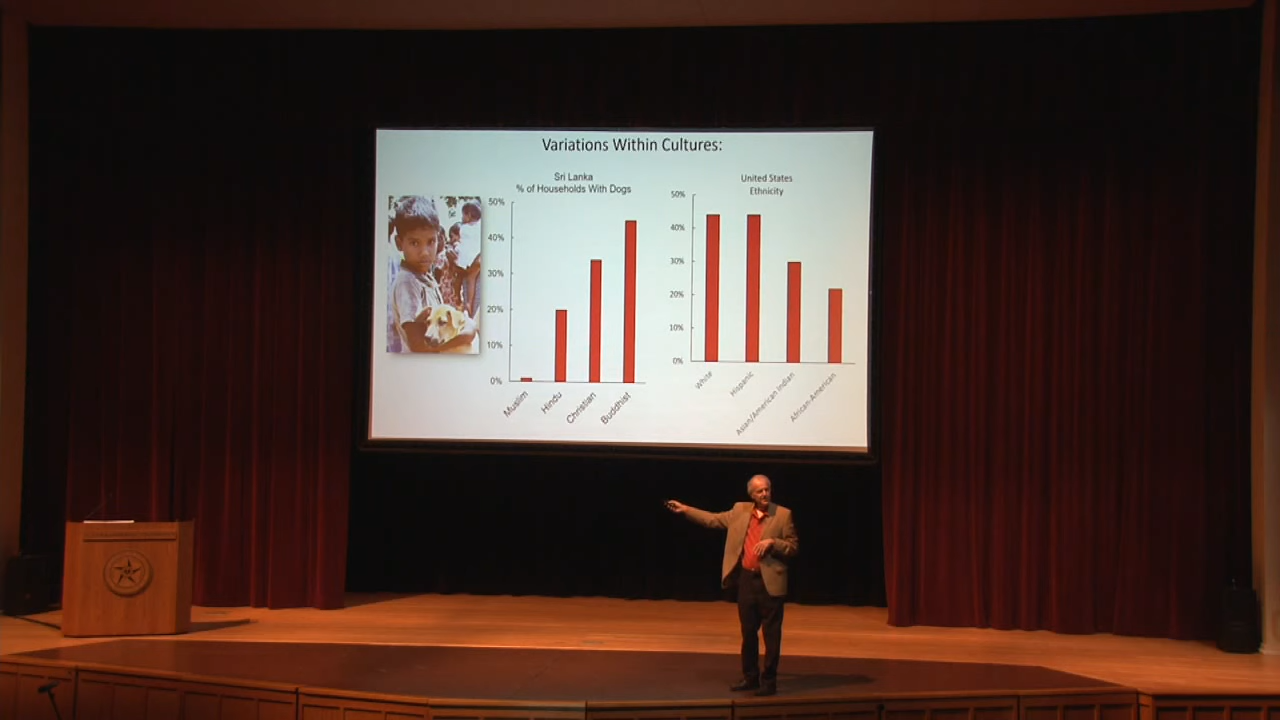 Variations Within Cultures:
Sri Lanka
% of Households With Dogs
50%
40%
30%
20%
10%
0%
Muslim
Hindu
Christian
Buddhist
United States
Ethnicity
50%
40%
30%
20%
10%
0%
White
Hispanic
Asian/American Indian
African-American